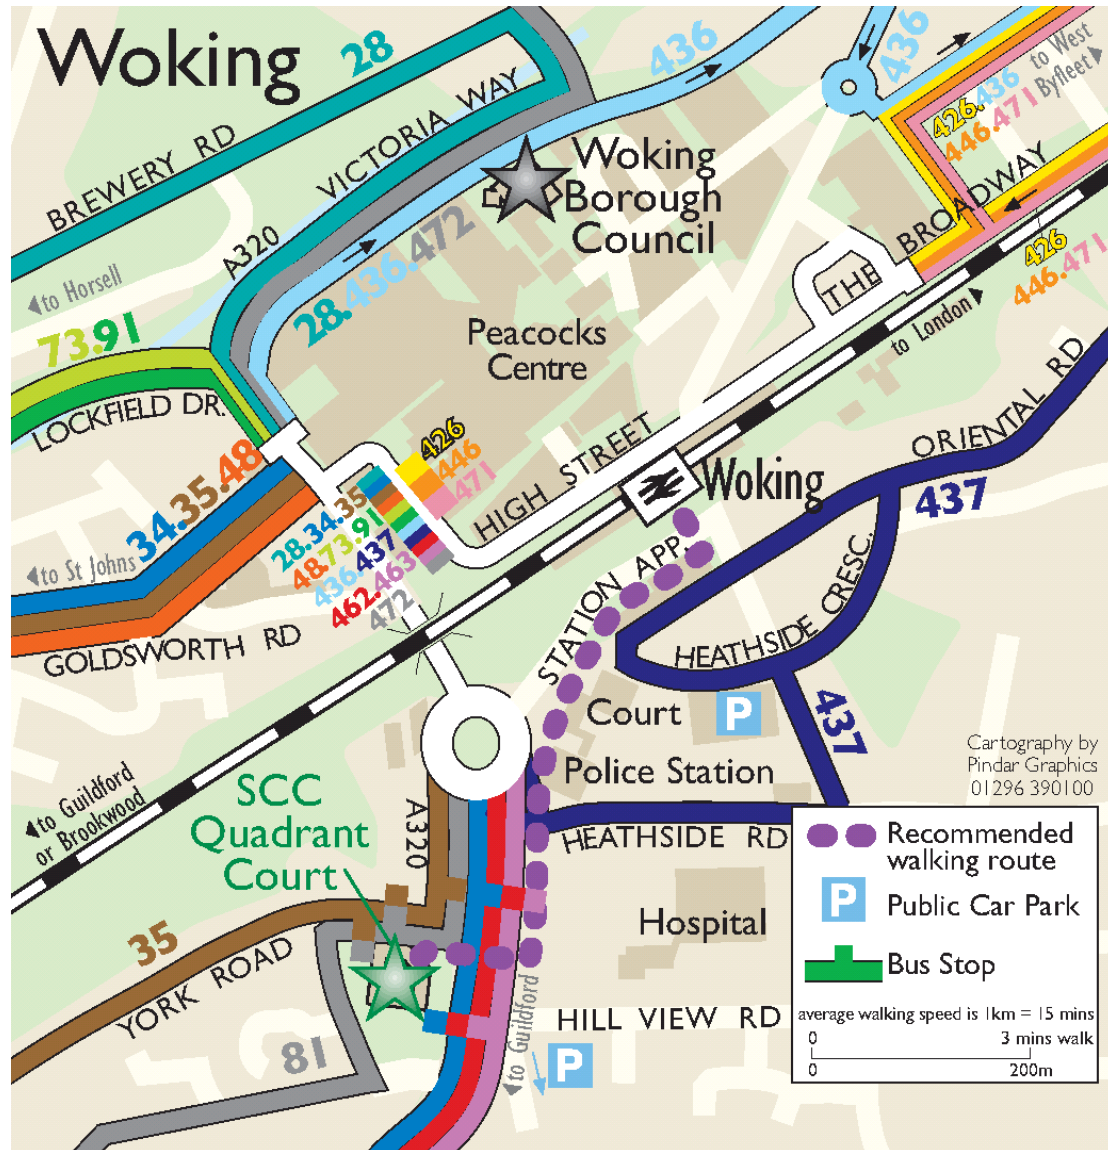 Woking
28
436
436
to West
Byfleet
426.436
446.471
BREWERY RD
VICTORIA WAY
A320
Woking
Borough
Council
THE BROADWAY
426
446.471
to Horsell
28.436.472
73.91
LOCKFIELD DR.
Peacocks
Centre
to London
ORIENTAL RD
34.35.48
426
446
471
HIGH STREET
Woking
437
28.34.35
48.73.91
436.437
462.463
472
to St Johns
GOLDSWORTH RD
STATION APP.
HEATHSIDE CRESC.
Court
P
437
Police Station
Cartography by
Pindar Graphics
01296 390100
to Guildford
or Brookwood
SCC
Quadrant
Court
A320
HEATHSIDE RD
Recommended
walking route
P
Public Car Park
Bus Stop
average walking speed is 1km = 15 mins
0
3 mins walk
0
200m
Hospital
35
YORK ROAD
81
to Guildford
HILL VIEW RD
P